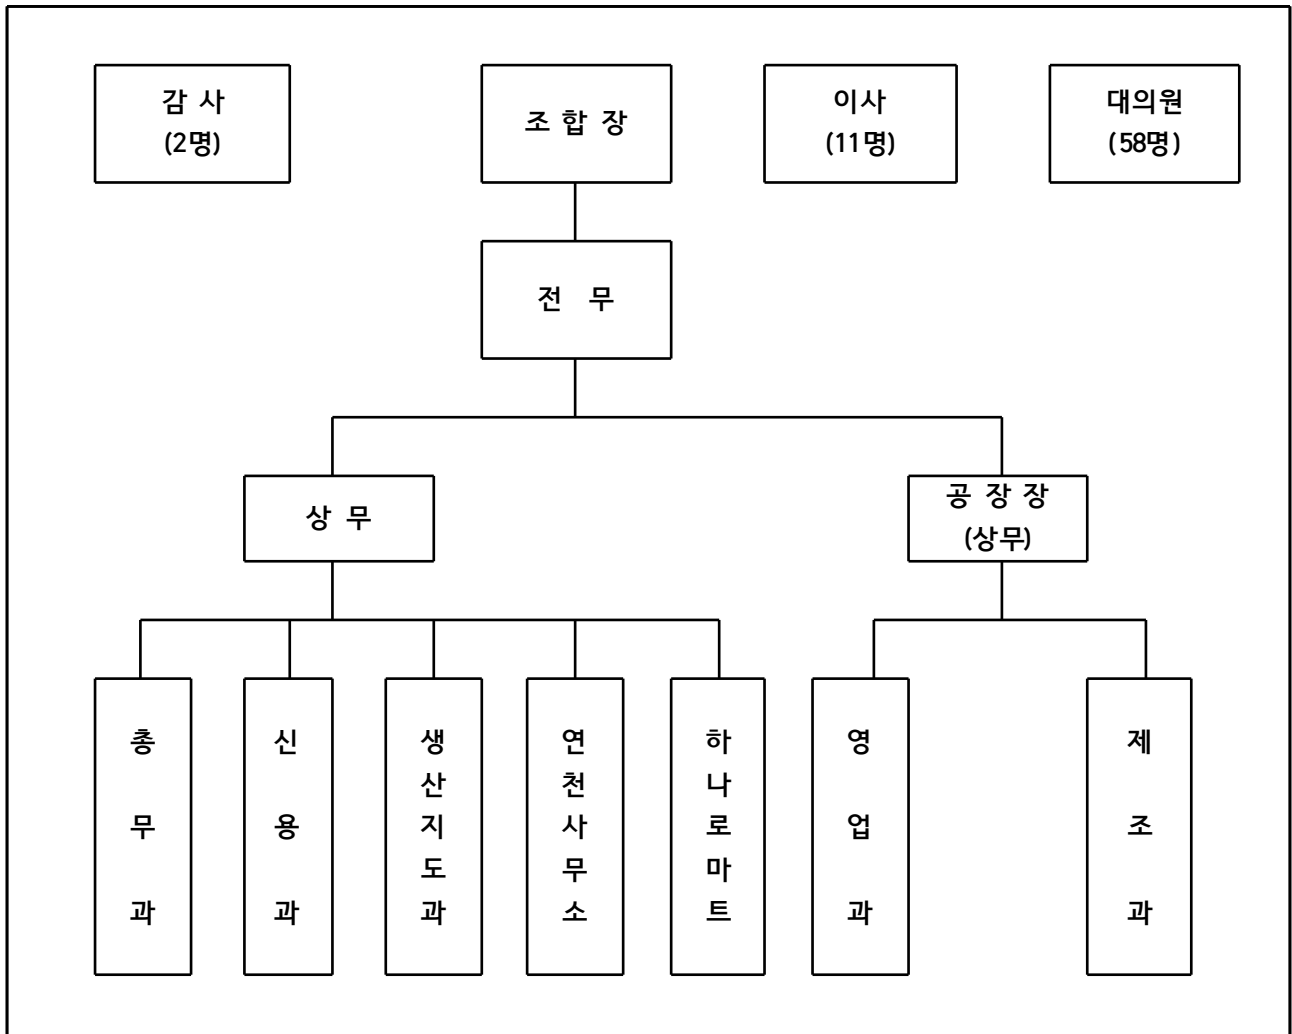 감 사
(2명)
조 합 장
이사
(11명)
대의원
(58명)
전 무
상 무
공 장 장
(상무)
총무과
신용과
생산지도과
연천사무소
하나로마트
영업과
제조과